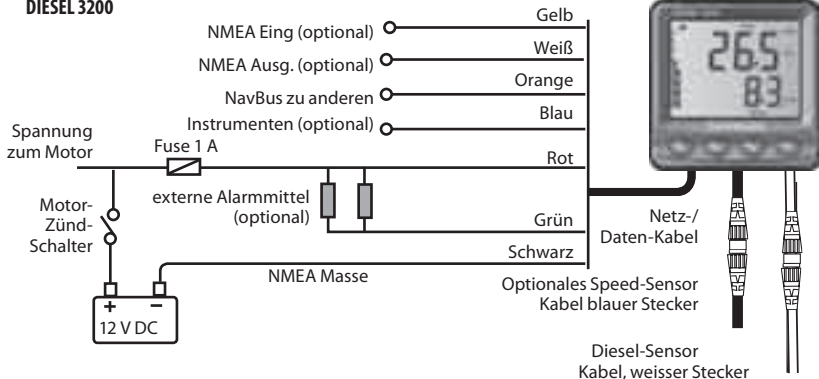 DIESEL 3200
NMEA Eing (optional)
Gelb
NMEA Ausg. (optional)
Weiß
NavBus zu anderen
Instrumenten (optional)
Orange
Blau
Spannung
zum Motor
Fuse 1 A
Rot
Motor-
Zünd-
Schalter
externe Alarmmittel
(optional)
Grün
Schwarz
NMEA Masse
+ –
12 V DC
26.5
8.3
Netz-/
Daten-Kabel
Optionales Speed-Sensor
Kabel blauer Stecker
Diesel-Sensor
Kabel, weisser Stecker